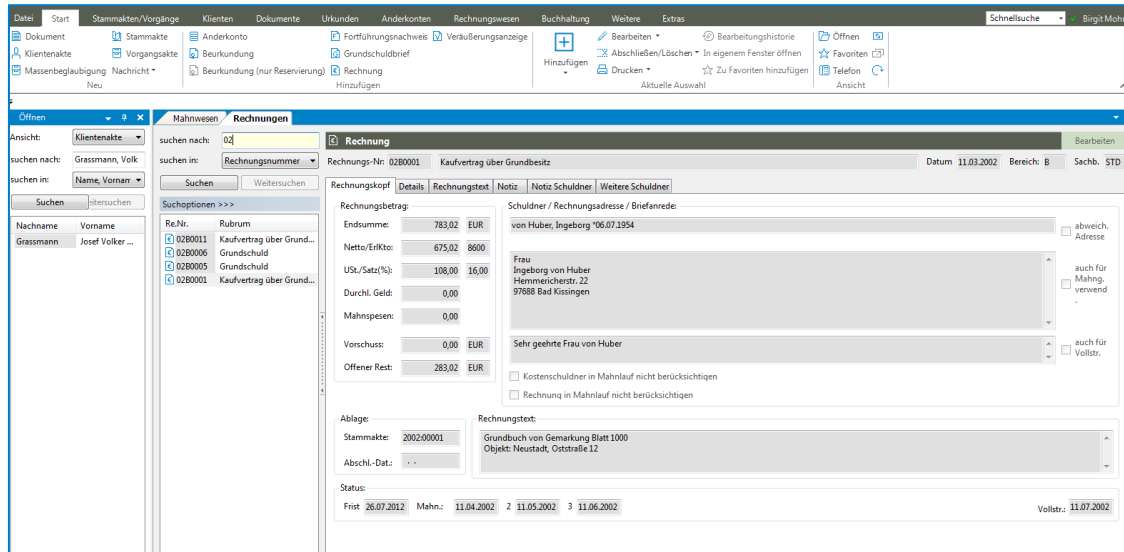 Datei Start Stammakten/Vorgänge Klienten Dokumente Urkunden Anderkonten Rechnungswesen Buchhaltung Weitere Extras Schnellsuche Birgit Mohr
Dokument Stammakte Anderkonto Fortführungsnachweis Veräußerungsanzeige Bearbeiten Bearbeitungshistorie Öffnen
Klientenakte Vorgangsakte Beurkundung Grundschuldbrief Hinzufügen Abschließen/Löschen In eigenem Fenster öffnen Favoriten
Massenbeglaubigung Nachricht Beurkundung (nur Reservierung) Rechnung Drucken Zu Favoriten hinzufügen Telefon
Neu Hinzufügen Aktuelle Auswahl Ansicht
Öffnen Mahnwesen Rechnungen
Ansicht: Klientenakte suchen nach: 02 Rechnung Bearbeiten
suchen nach: Grassmann, Volk suchen in: Rechnungsnummer Rechnungs-Nr: 02B0001 Kaufvertrag über Grundbesitz Datum 11.03.2002 Bereich: B Sachb. STD
suchen in: Name, Vornam Suchen Weitersuchen Rechnungskopf Details Rechnungstext Notiz Notiz Schuldner Weitere Schuldner
Suchen eitersuchen Suchoptionen >>> Rechnungsbetrag: Schuldner / Rechnungsadresse / Briefanrede:
Nachname Vorname Re.Nr. Rubrum Endsumme: 783,02 EUR von Huber, Ingeborg *06.07.1954 abweich. Adresse
Grassmann Josef Volker ... 02B0011 Kaufvertrag über Grund...
02B0006 Grundschuld Netto/ErlKto: 675,02 8600
02B0005 Grundschuld USt./Satz(%): 108,00 16,00
02B0001 Kaufvertrag über Grund...
Frau
Ingeborg von Huber
Hemmericherstr. 22
97688 Bad Kissingen
auch für
Mahng.
verwend
.
Durchl. Geld: 0,00
Mahnspesen: 0,00
Vorschuss: 0,00 EUR Sehr geehrte Frau von Huber auch für Vollstr.
Offener Rest: 283,02 EUR
Kostenschuldner in Mahnlauf nicht berücksichtigen
Rechnung in Mahnlauf nicht berücksichtigen
Ablage: Rechnungstext:
Stammakte: 2002:00001 Grundbuch von Gemarkung Blatt 1000
Objekt: Neustadt, Oststraße 12
Abschl.-Dat.: . .
Status:
Frist 26.07.2012 Mahn.: 11.04.2002 2 11.05.2002 3 11.06.2002 Vollstr.: 11.07.2002